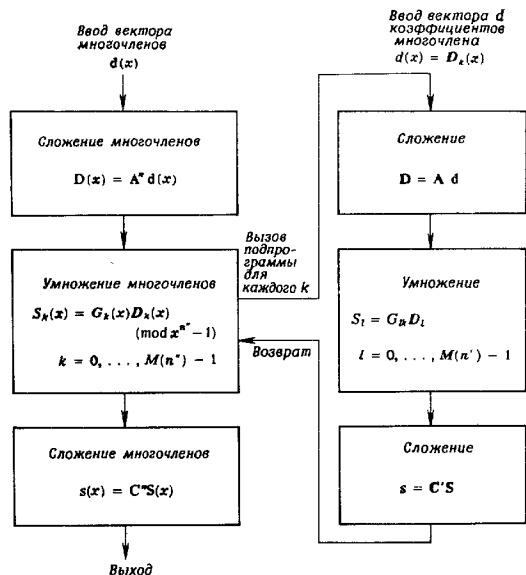 Ввод вектора
многочленов
d(x)
Сложение многочленов
D(x) = A″ d(x)
Умножение многочленов
S_k(x) = G_k(x)D_k(x)
(mod x^{n″} − 1)
k = 0, . . . , M(n″) − 1
Сложение многочленов
s(x) = C″S(x)
Выход
Вызов
подпро-
граммы
для
каждого k
Возврат
Ввод вектора d
коэффициентов
многочлена
d(x) = D_k(x)
Сложение
D = A d
Умножение
S_l = G_{lk}D_l
l = 0, . . . , M(n′) − 1
Сложение
s = C′S